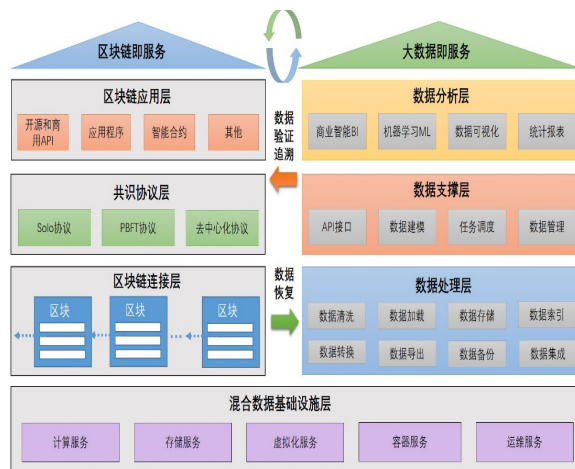 区块链即服务
大数据即服务
区块链应用层
开源和商
用API
应用程序
智能合约
其他
数据
验证
追溯
数据分析层
商业智能BI
机器学习ML
数据可视化
统计报表
共识协议层
Solo协议
PBFT协议
去中心化协议
数据支撑层
API接口
数据建模
任务调度
数据管理
区块链连接层
区块
区块
区块
数据
恢复
数据处理层
数据清洗
数据加载
数据存储
数据索引
数据转换
数据导出
数据备份
数据集成
混合数据基础设施层
计算服务
存储服务
虚拟化服务
容器服务
运维服务